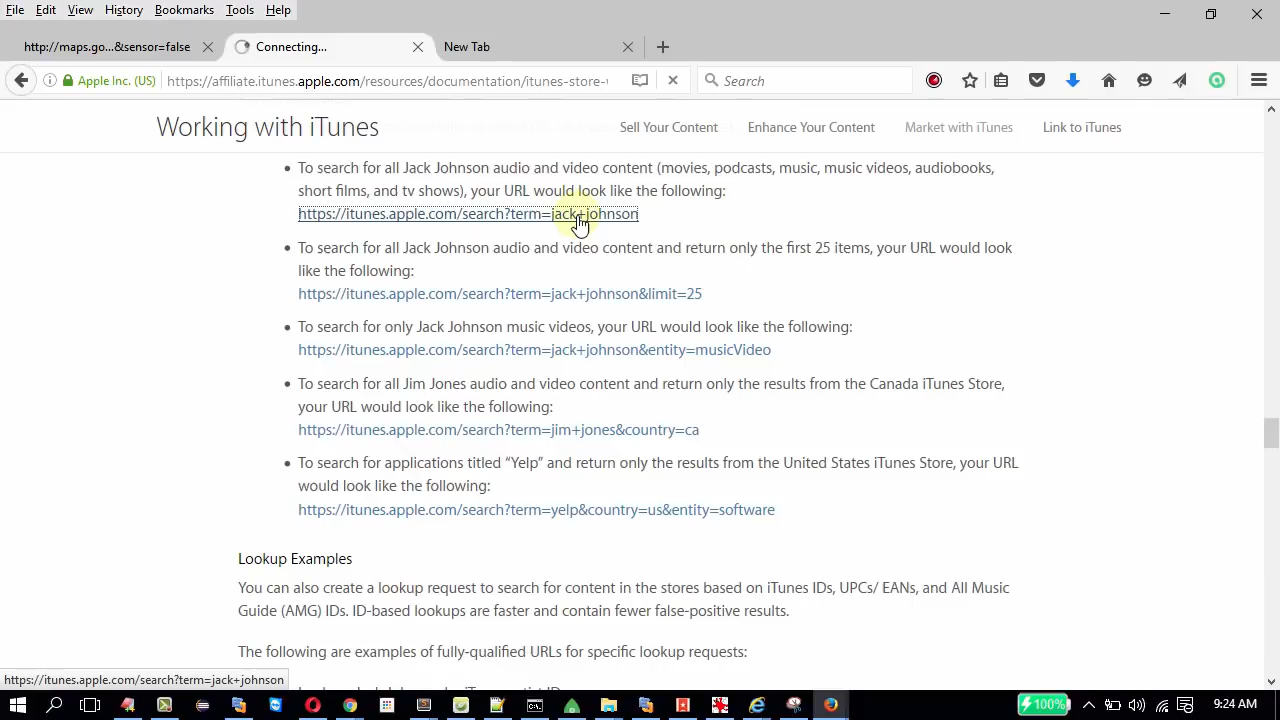 File Edit View History Bookmarks Tools Help
http://maps.go...&sensor=false
Connecting...
New Tab
Apple Inc. (US)
https://affiliate.itunes.apple.com/resources/documentation/itunes-store-
Search
Working with iTunes
Sell Your Content
Enhance Your Content
Market with iTunes
Link to iTunes
To search for all Jack Johnson audio and video content (movies, podcasts, music, music videos, audiobooks,
short films, and tv shows), your URL would look like the following:
https://itunes.apple.com/search?term=jack+johnson
To search for all Jack Johnson audio and video content and return only the first 25 items, your URL would look
like the following:
https://itunes.apple.com/search?term=jack+johnson&limit=25
To search for only Jack Johnson music videos, your URL would look like the following:
https://itunes.apple.com/search?term=jack+johnson&entity=musicVideo
To search for all Jim Jones audio and video content and return only the results from the Canada iTunes Store,
your URL would look like the following:
https://itunes.apple.com/search?term=jim+jones&country=ca
To search for applications titled “Yelp” and return only the results from the United States iTunes Store, your URL
would look like the following:
https://itunes.apple.com/search?term=yelp&country=us&entity=software
Lookup Examples
You can also create a lookup request to search for content in the stores based on iTunes IDs, UPCs/ EANs, and All Music
Guide (AMG) IDs. ID-based lookups are faster and contain fewer false-positive results.
The following are examples of fully-qualified URLs for specific lookup requests:
https://itunes.apple.com/search?term=jack+johnson
100%
9:24 AM